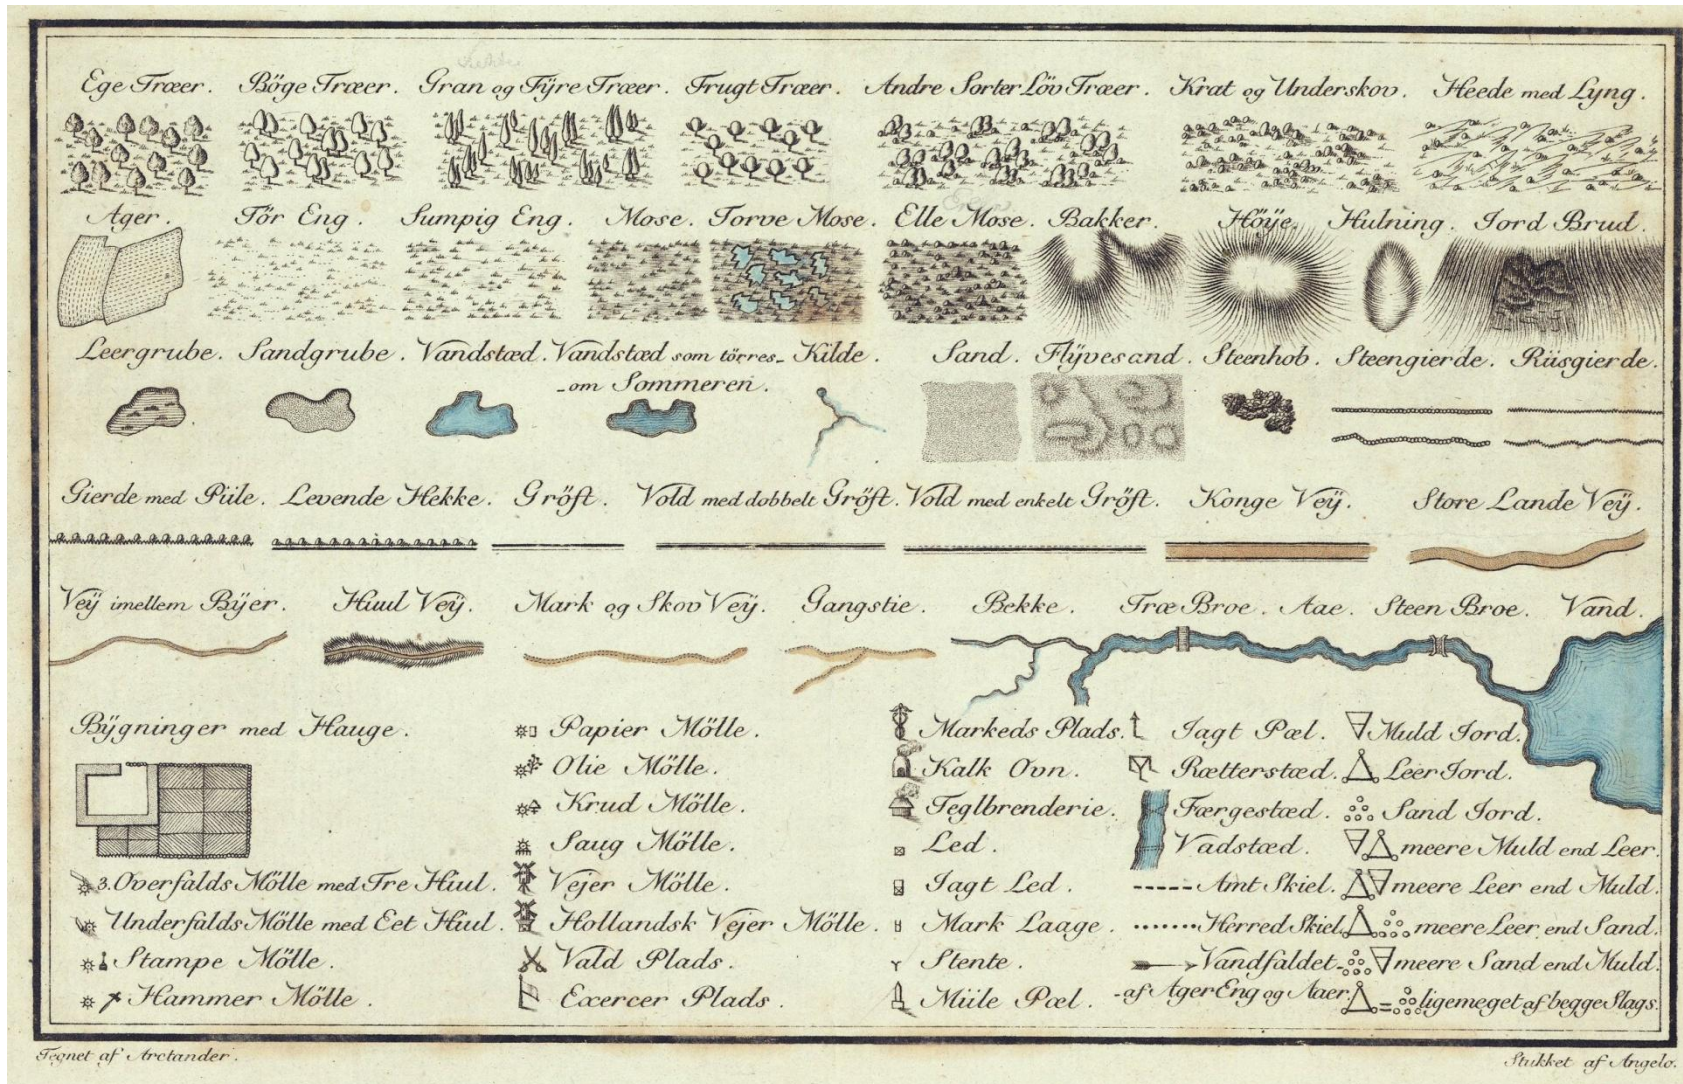 Ege Træer. Böge Træer. Gran og Fÿre Træer. Frugt Træer. Andre Sorter Löv Træer. Krat og Underskov. Heede med Lyng.
Ager. Tör Eng. Sumpig Eng. Mose. Torve Mose. Elle Mose. Bakker. Höÿe. Hulning. Jord Brud.
Leergrube. Sandgrube. Vandstæd. Vandstæd som törres- Kilde. Sand. Flÿvesand. Steenhob. Steengierde. Riisgierde.
-om Sommeren.
Gierde med Piile. Levende Hekke. Gröft. Vold med dobbelt Gröft. Vold med enkelt Gröft. Konge Veÿ. Store Lande Veÿ.
Veÿ imellem Bÿer. Huul Veÿ. Mark og Skov Veÿ. Gangstie. Bekke. Træ Broe. Aae. Steen Broe. Vand.
Bÿgninger med Hauge. Papier Mölle. Markeds Plads. Jagt Pæl. Muld Jord.
Olie Mölle. Kalk Ovn. Rætterstæd. Leer Jord.
Krud Mölle. Teglbrenderie. Færgestæd. Sand Jord.
Saug Mölle. Led. Vadstæd. meere Muld end Leer.
3. Overfalds Mölle med Tre Hiul. Vejer Mölle. Jagt Led. Amt Skiel. meere Leer end Muld.
Underfalds Mölle med Eet Hiul. Hollandsk Vejer Mölle. Mark Laage. Herred Skiel. meere Leer end Sand.
Stampe Mölle. Vald Plads. Stente. Vandfaldet- meere Sand end Muld.
Hammer Mölle. Exercer Plads. Miile Pæl. -af Ager Eng og Aaer. = ligemeget af begge Slags.
Tegnet af Arctander. Stukket af Angelo.